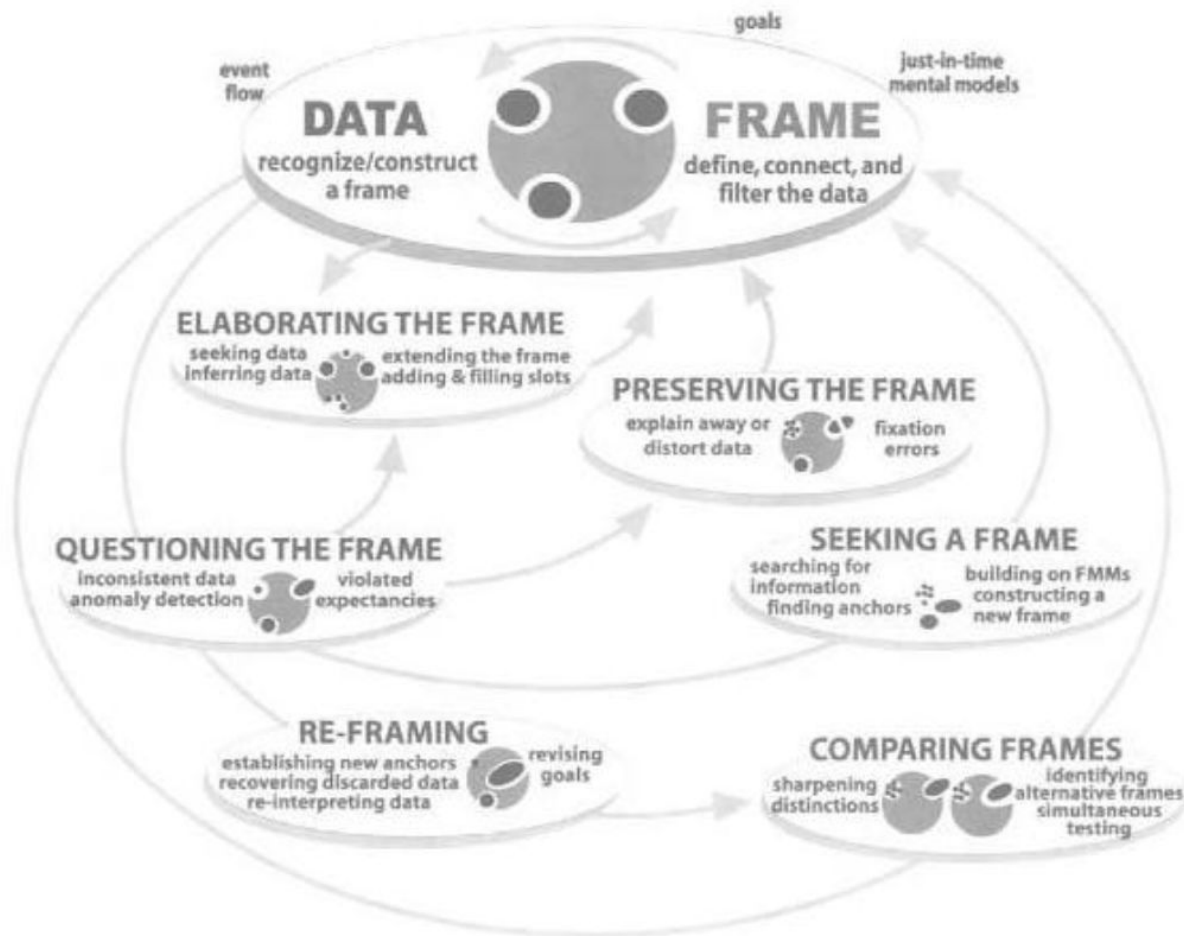 goals
event
flow
just-in-time
mental models
DATA
recognize/construct
a frame
FRAME
define, connect, and
filter the data
ELABORATING THE FRAME
seeking data
inferring data
extending the frame
adding & filling slots
PRESERVING THE FRAME
explain away or
distort data
fixation
errors
QUESTIONING THE FRAME
inconsistent data
anomaly detection
violated
expectancies
SEEKING A FRAME
searching for
information
finding anchors
building on FMMs
constructing a
new frame
RE-FRAMING
establishing new anchors
recovering discarded data
re-interpreting data
revising
goals
COMPARING FRAMES
sharpening
distinctions
identifying
alternative frames
simultaneous
testing